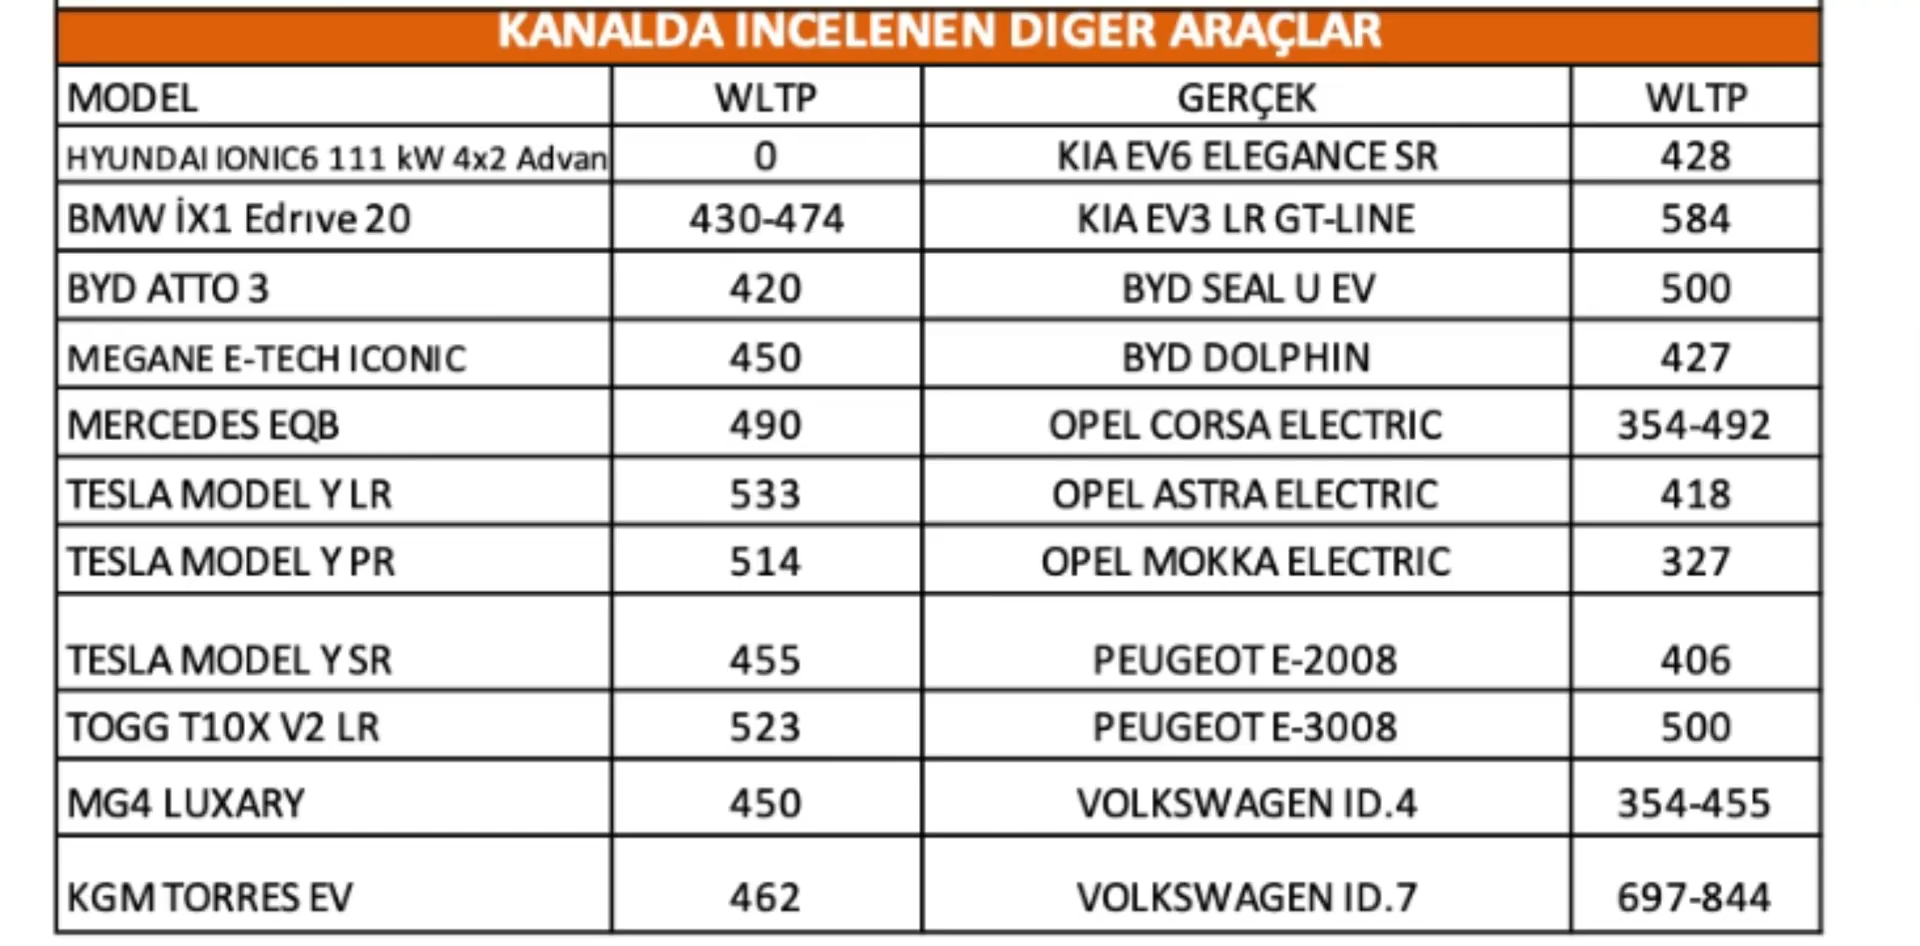 KANALDA İNCELENEN DİĞER ARAÇLAR
MODEL WLTP GERÇEK WLTP
HYUNDAI IONIC6 111 kW 4x2 Advan 0 KIA EV6 ELEGANCE SR 428
BMW İX1 Edrıve 20 430-474 KIA EV3 LR GT-LINE 584
BYD ATTO 3 420 BYD SEAL U EV 500
MEGANE E-TECH ICONIC 450 BYD DOLPHIN 427
MERCEDES EQB 490 OPEL CORSA ELECTRIC 354-492
TESLA MODEL Y LR 533 OPEL ASTRA ELECTRIC 418
TESLA MODEL Y PR 514 OPEL MOKKA ELECTRIC 327
TESLA MODEL Y SR 455 PEUGEOT E-2008 406
TOGG T10X V2 LR 523 PEUGEOT E-3008 500
MG4 LUXARY 450 VOLKSWAGEN ID.4 354-455
KGM TORRES EV 462 VOLKSWAGEN ID.7 697-844